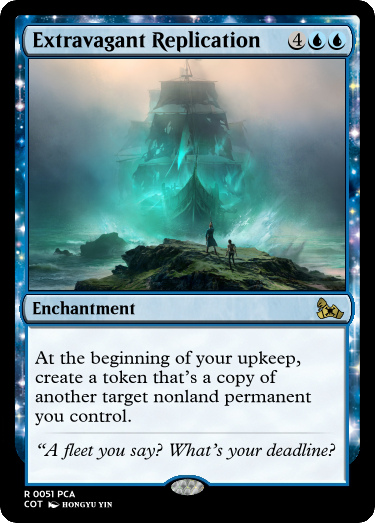 Extravagant Replication 4
Enchantment
At the beginning of your upkeep,
create a token that's a copy of
another target nonland permanent
you control.
“A fleet you say? What's your deadline?
R 0051 PCA
COT HONGYU YIN